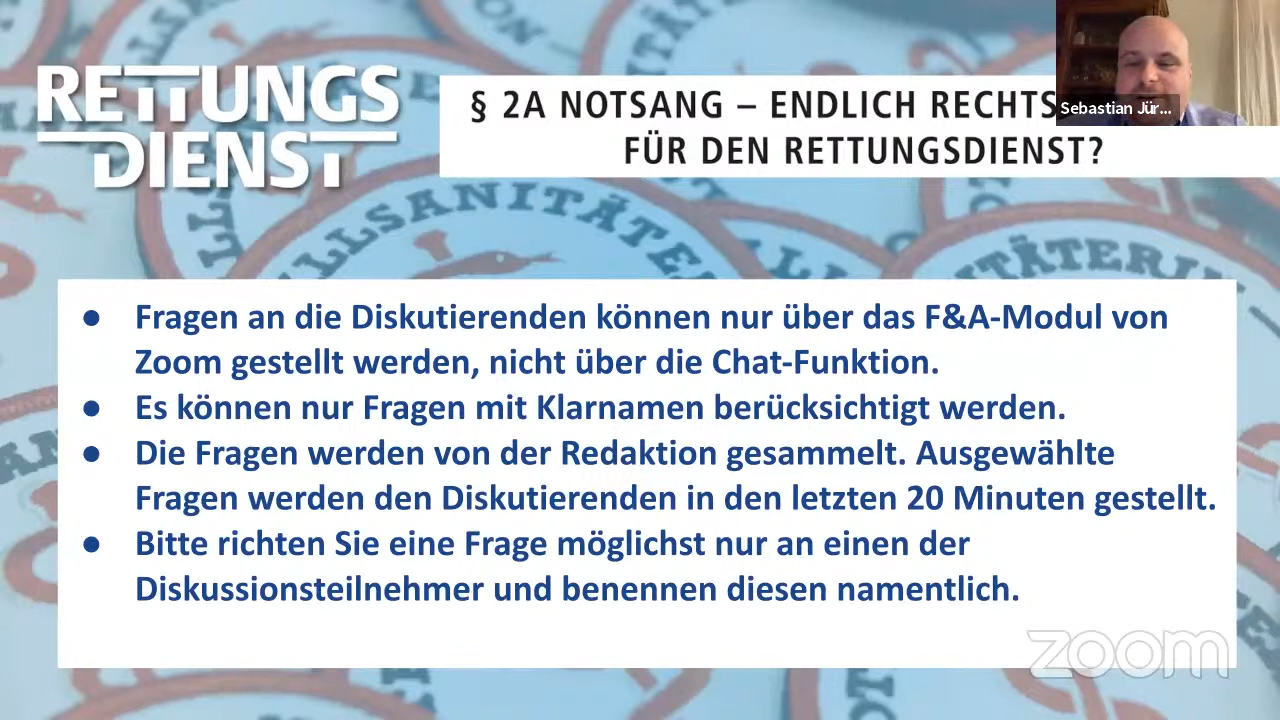 RETTUNGS
DIENST
§ 2A NOTSANG – ENDLICH RECHTS
FÜR DEN RETTUNGSDIENST?
Sebastian Jür...
LLSANITÄTER
ANITÄTERI
● Fragen an die Diskutierenden können nur über das F&A-Modul von
Zoom gestellt werden, nicht über die Chat-Funktion.
● Es können nur Fragen mit Klarnamen berücksichtigt werden.
● Die Fragen werden von der Redaktion gesammelt. Ausgewählte
Fragen werden den Diskutierenden in den letzten 20 Minuten gestellt.
● Bitte richten Sie eine Frage möglichst nur an einen der
Diskussionsteilnehmer und benennen diesen namentlich.
zoom